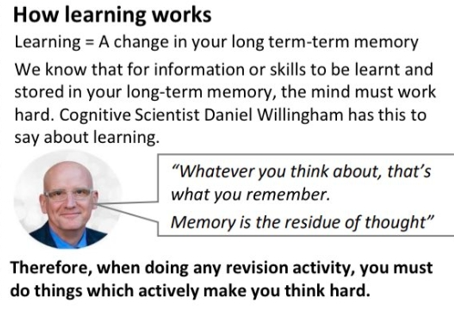 How learning works
Learning = A change in your long term-term memory
We know that for information or skills to be learnt and
stored in your long-term memory, the mind must work
hard. Cognitive Scientist Daniel Willingham has this to
say about learning.
“Whatever you think about, that’s
what you remember.
Memory is the residue of thought”
Therefore, when doing any revision activity, you must
do things which actively make you think hard.